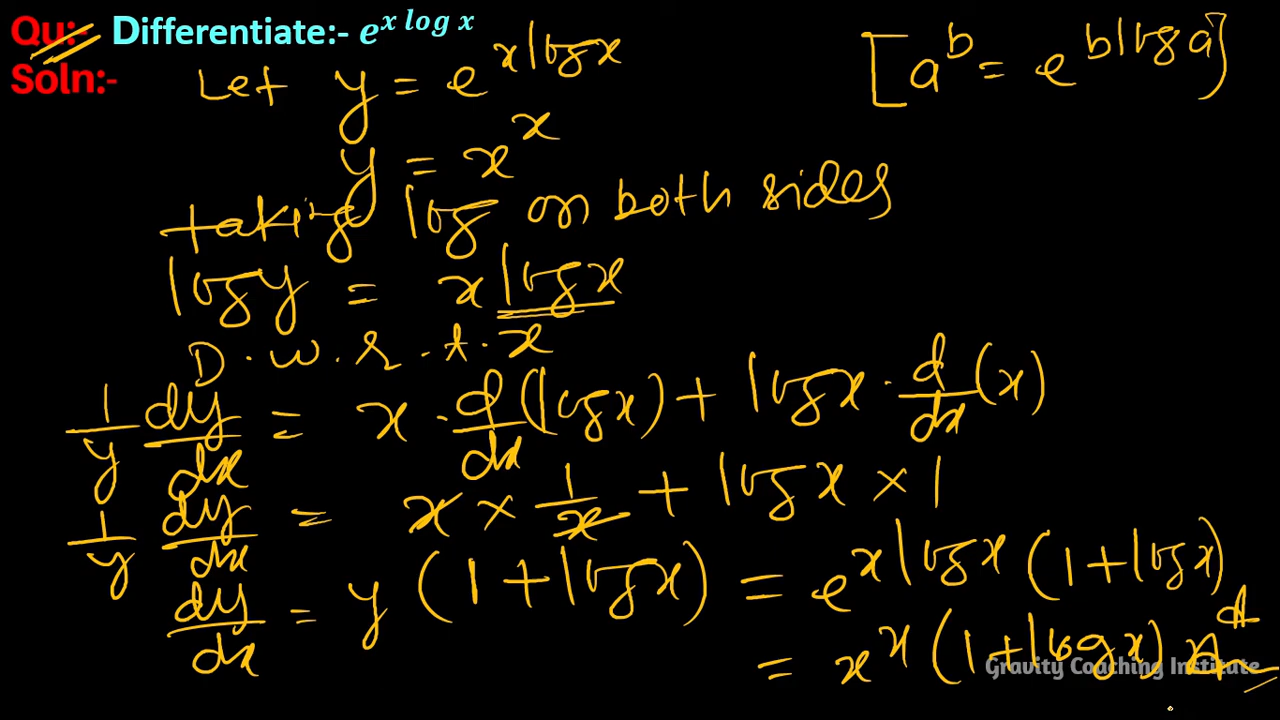 Qu:- Differentiate:- e^{x log x}
[a^b = e^{b log a}]
Soln:- Let y = e^{x log x}
y = x^x
taking log on both sides
log y = x log x
D. w. r. t. x
1/y dy/dx = x . d/dx (log x) + log x . d/dx (x)
1/y dy/dx = x × 1/x + log x × 1
dy/dx = y (1 + log x) = e^{x log x} (1 + log x)
= x^x (1 + log x)
Gravity Coaching Institute